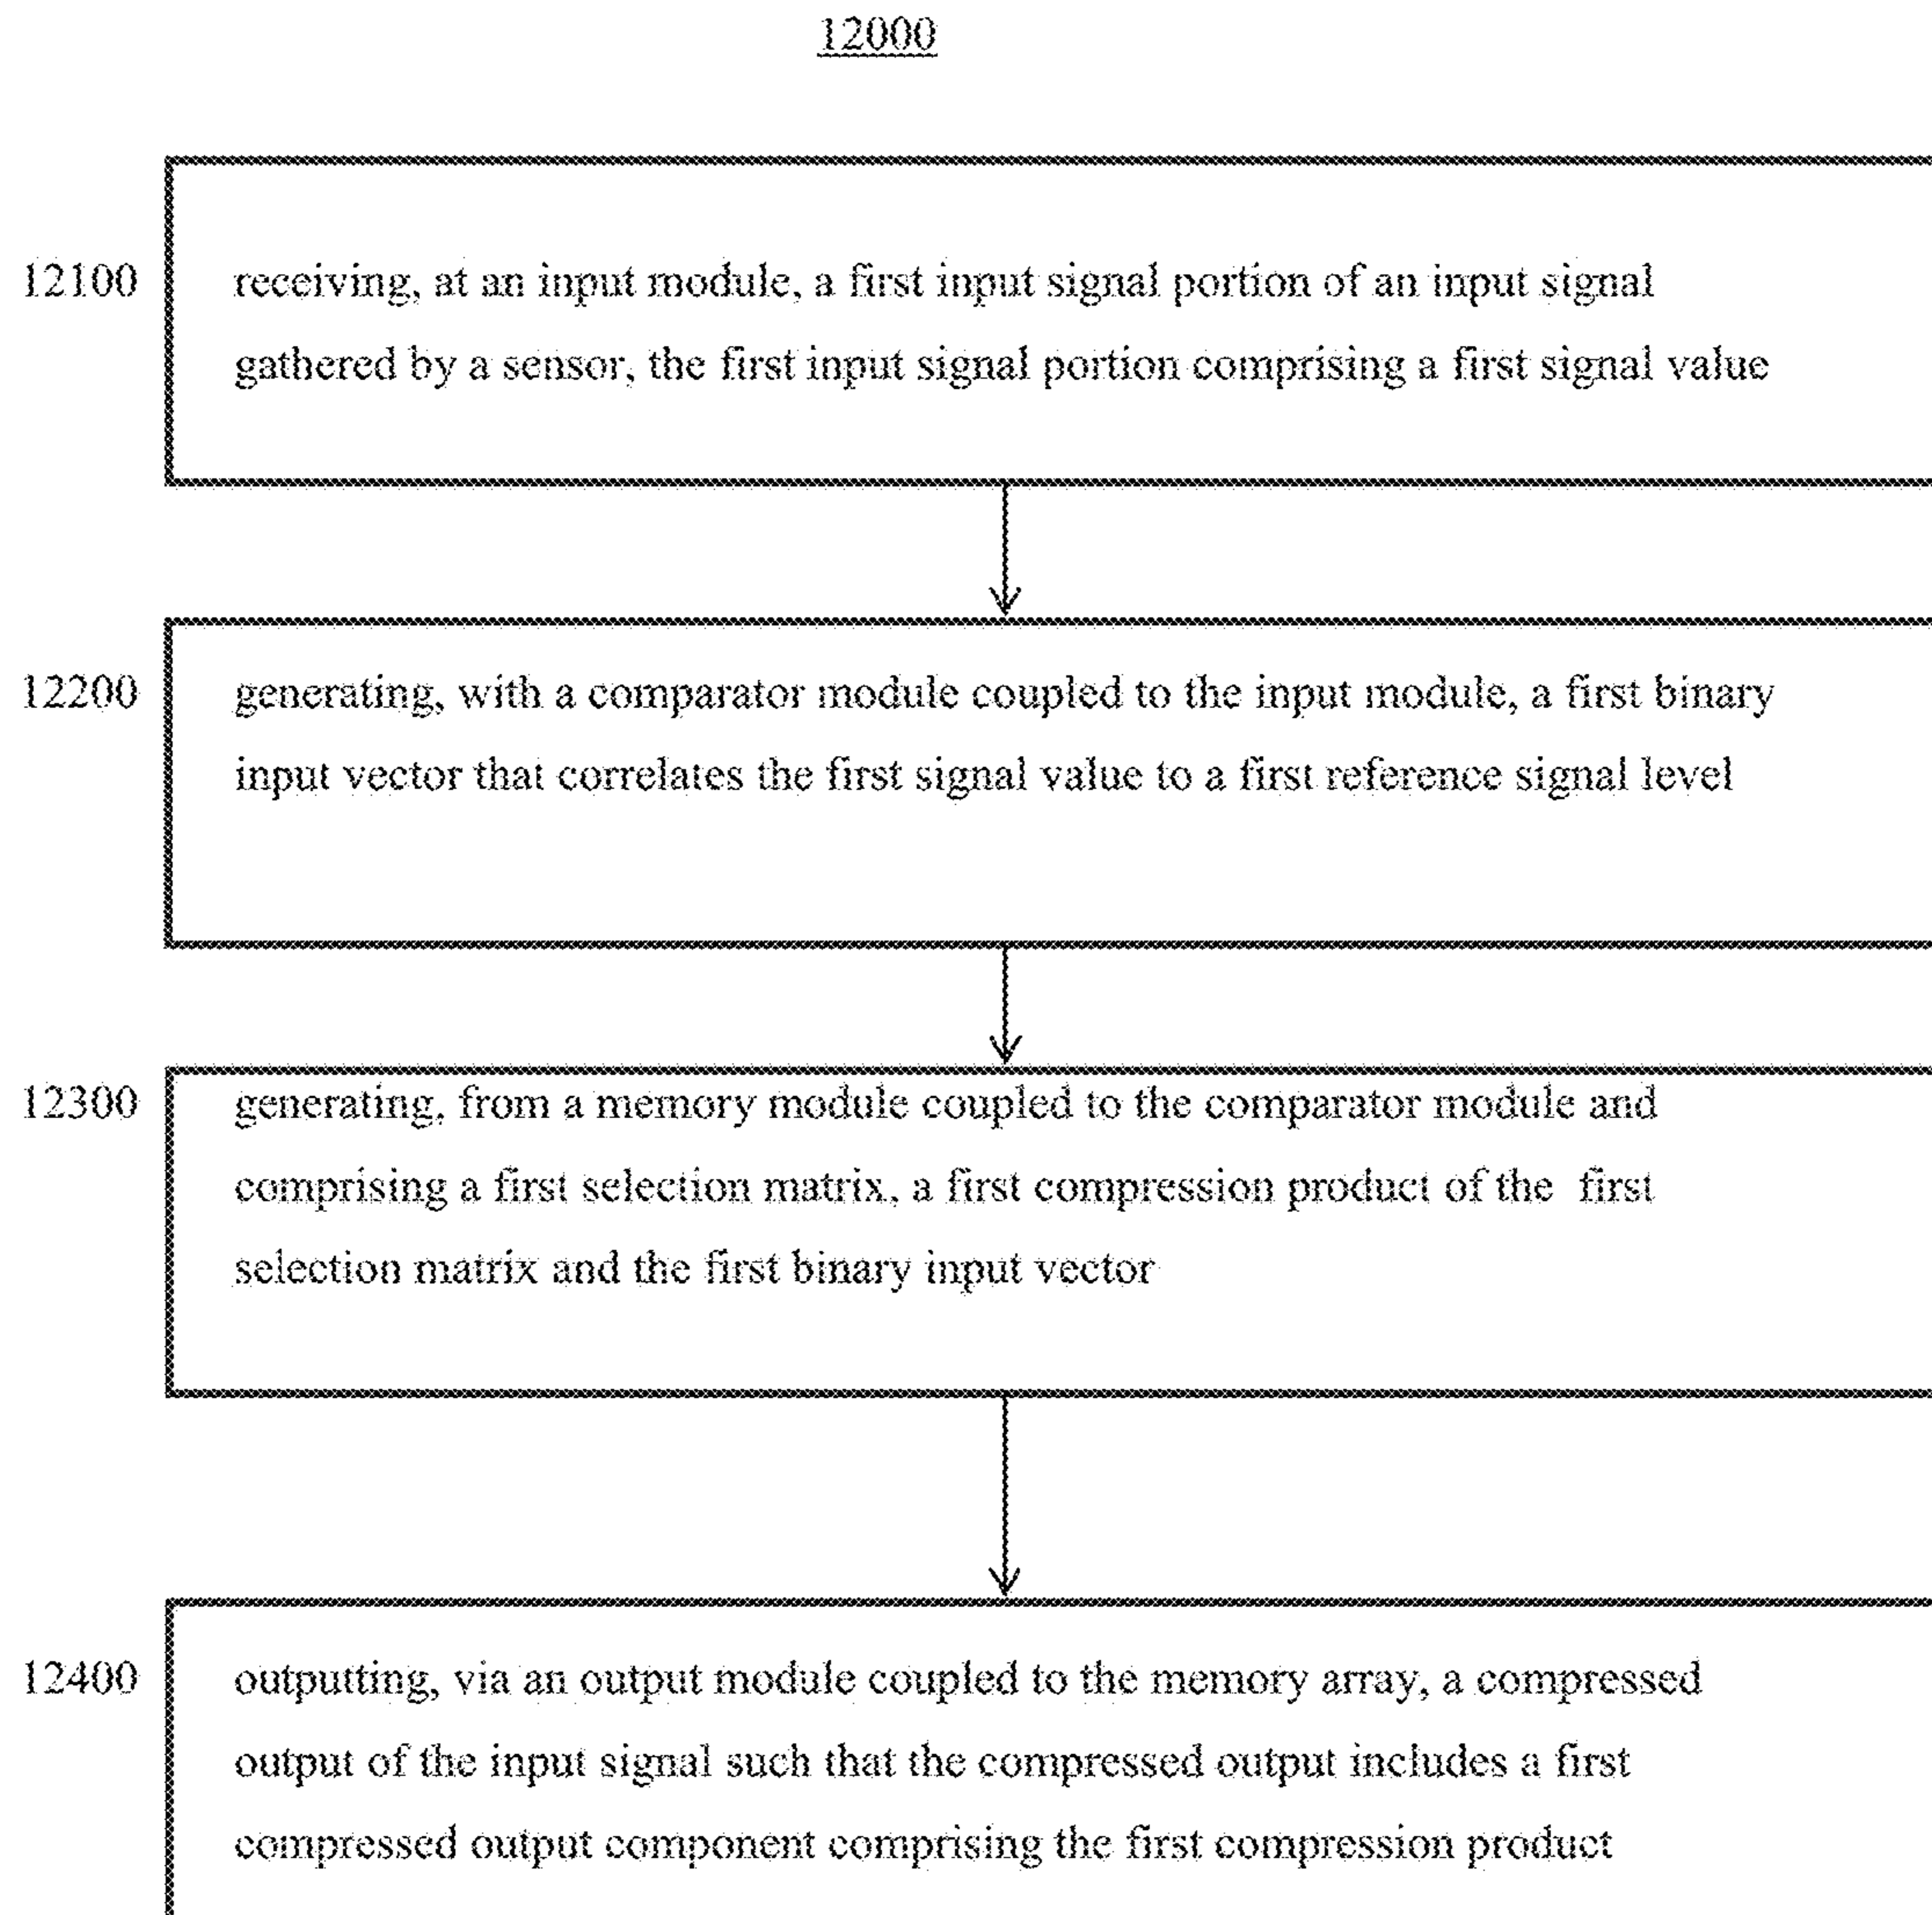 12000
12100
receiving, at an input module, a first input signal portion of an input signal
gathered by a sensor, the first input signal portion comprising a first signal value
12200
generating, with a comparator module coupled to the input module, a first binary
input vector that correlates the first signal value to a first reference signal level
12300
generating, from a memory module coupled to the comparator module and
comprising a first selection matrix, a first compression product of the first
selection matrix and the first binary input vector
12400
outputting, via an output module coupled to the memory array, a compressed
output of the input signal such that the compressed output includes a first
compressed output component comprising the first compression product